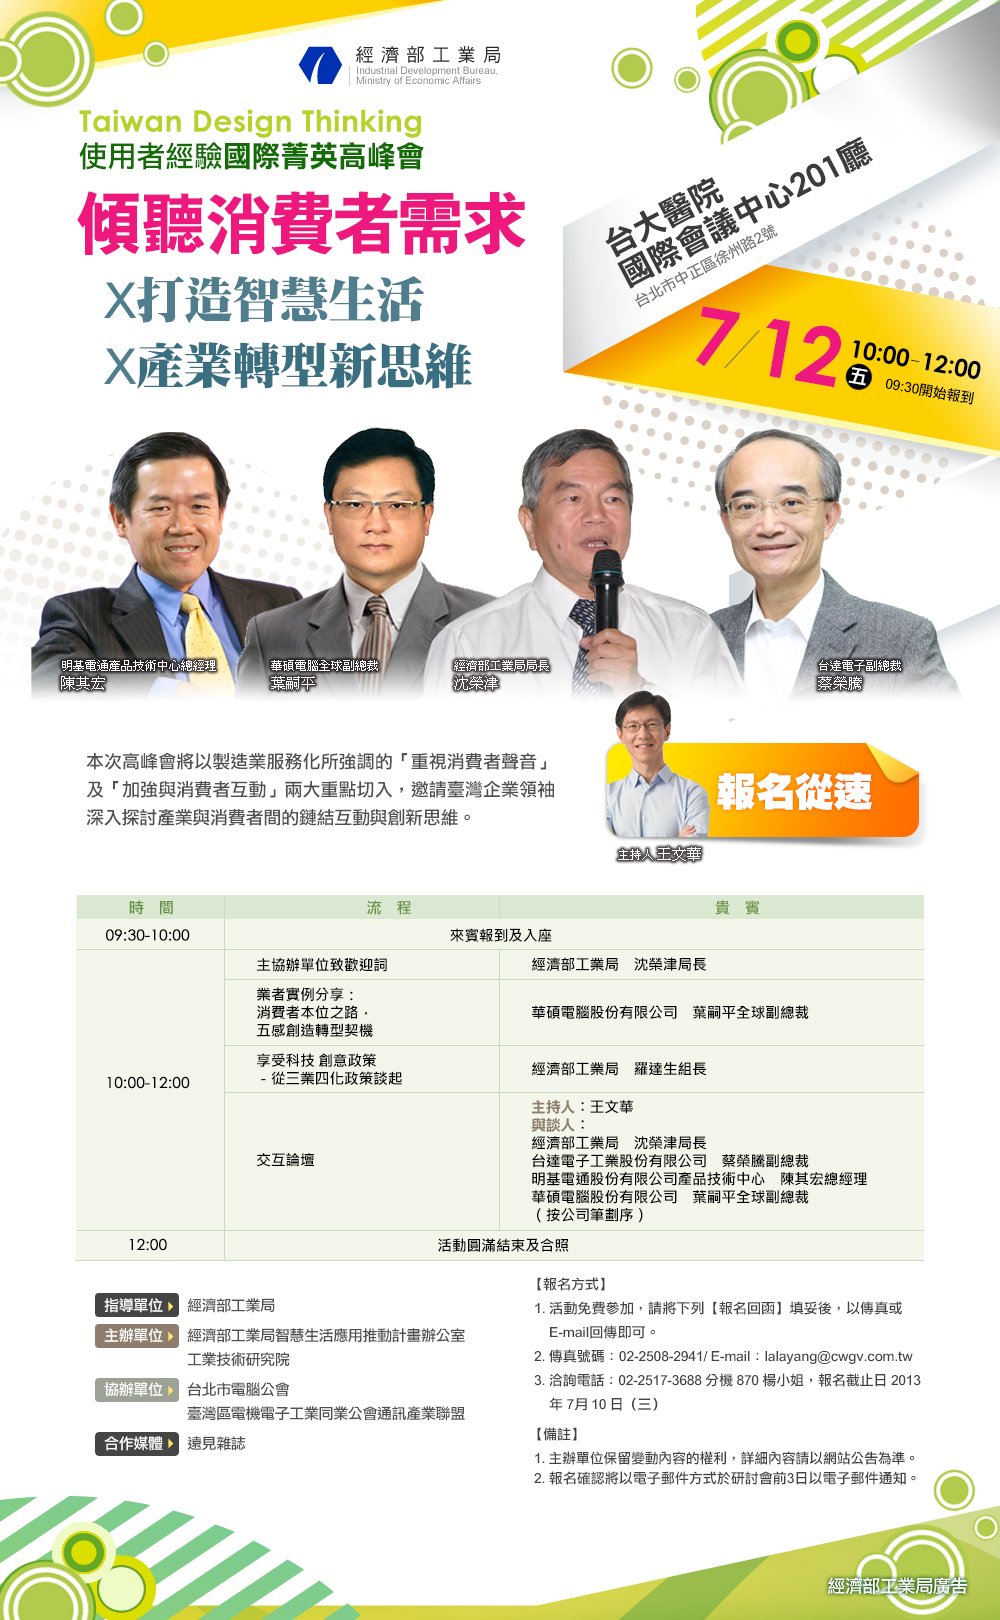 經濟部工業局
Industrial Development Bureau,
Ministry of Economic Affairs
Taiwan Design Thinking
使用者經驗國際菁英高峰會
傾聽消費者需求
X打造智慧生活
X產業轉型新思維
台大醫院
國際會議中心201廳
台北市中正區徐州路2號
7/12 五 10:00-12:00
09:30開始報到
明基電通產品技術中心總經理
陳其宏
華碩電腦全球副總裁
葉嗣平
經濟部工業局局長
沈榮津
台達電子副總裁
蔡榮騰
本次高峰會將以製造業服務化所強調的「重視消費者聲音」
及「加強與消費者互動」兩大重點切入，邀請臺灣企業領袖
深入探討產業與消費者間的鏈結互動與創新思維。
報名從速
主持人 王文華
時 間 流 程 貴 賓
09:30-10:00 來賓報到及入座
10:00-12:00
主協辦單位致歡迎詞 經濟部工業局 沈榮津局長
業者實例分享：
消費者本位之路，
五感創造轉型契機
華碩電腦股份有限公司 葉嗣平全球副總裁
享受科技 創意政策
- 從三業四化政策談起
經濟部工業局 羅達生組長
交互論壇
主持人：王文華
與談人：
經濟部工業局 沈榮津局長
台達電子工業股份有限公司 蔡榮騰副總裁
明基電通股份有限公司產品技術中心 陳其宏總經理
華碩電腦股份有限公司 葉嗣平全球副總裁
（按公司筆劃序）
12:00 活動圓滿結束及合照
指導單位 經濟部工業局
主辦單位 經濟部工業局智慧生活應用推動計畫辦公室
工業技術研究院
協辦單位 台北市電腦公會
臺灣區電機電子工業同業公會通訊產業聯盟
合作媒體 遠見雜誌
【報名方式】
1. 活動免費參加，請將下列【報名回函】填妥後，以傳真或
E-mail回傳即可。
2. 傳真號碼：02-2508-2941/ E-mail：lalayang@cwgv.com.tw
3. 洽詢電話：02-2517-3688 分機 870 楊小姐，報名截止日 2013
年 7月 10 日（三）
【備註】
1. 主辦單位保留變動內容的權利，詳細內容請以網站公告為準。
2. 報名確認將以電子郵件方式於研討會前3日以電子郵件通知。
經濟部工業局廣告